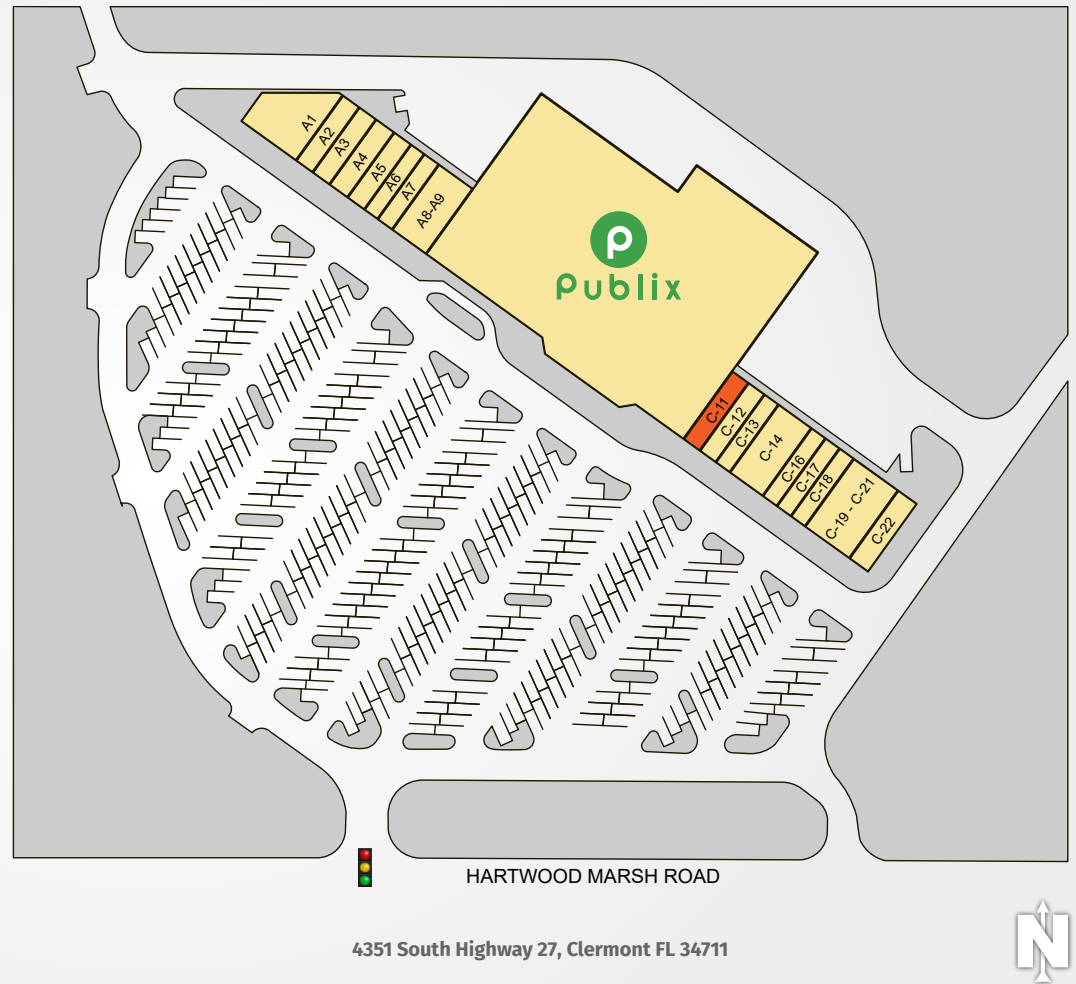 A1
A2
A3
A4
A5
A6
A7
A8-A9
P
Publix
C-11
C-12
C-13
C-14
C-16
C-17
C-18
C-19 - C-21
C-22
HARTWOOD MARSH ROAD
4351 South Highway 27, Clermont FL 34711
N